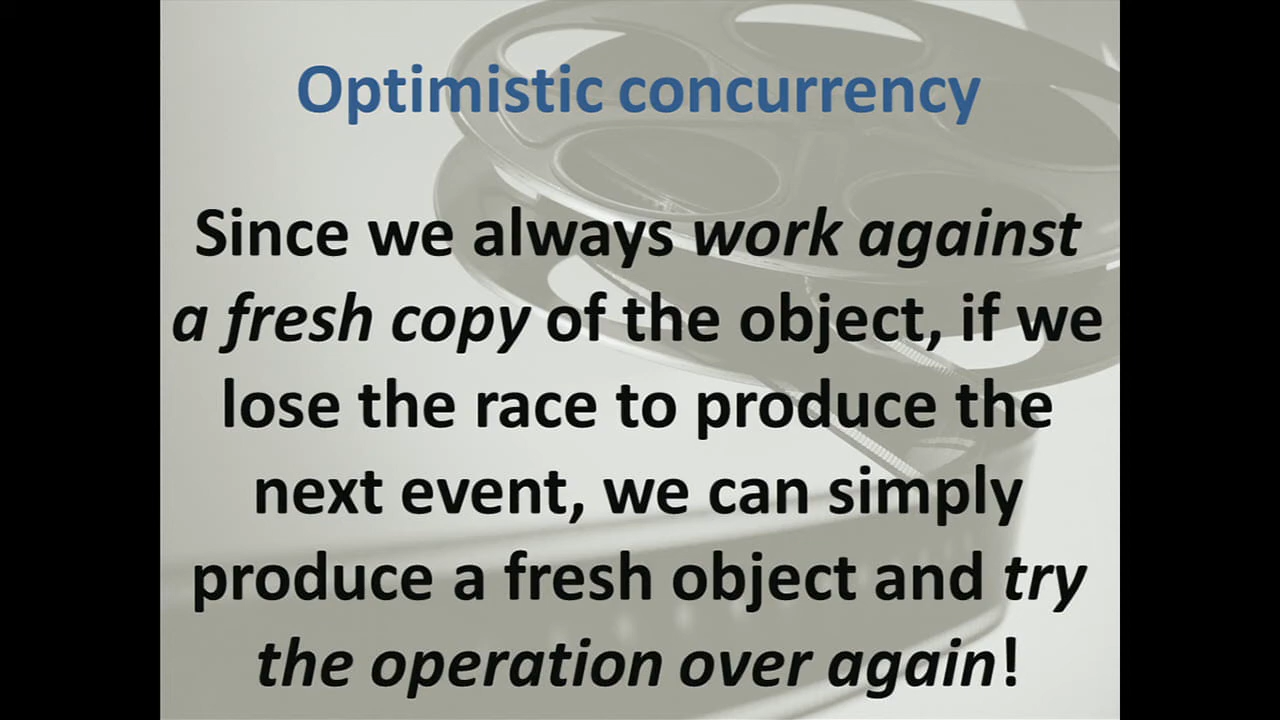 Optimistic concurrency
Since we always work against
a fresh copy of the object, if we
lose the race to produce the
next event, we can simply
produce a fresh object and try
the operation over again!